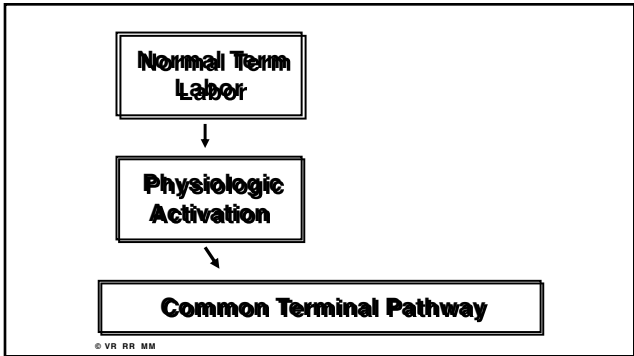 Normal Term
Labor
Physiologic
Activation
Common Terminal Pathway
© VR RR MM